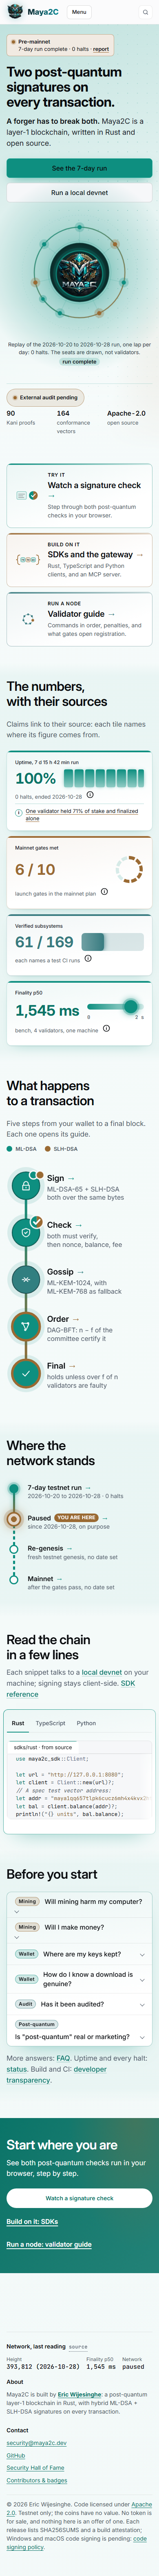 Maya2C
Menu
Pre-mainnet
7-day run complete · 0 halts · report
Two post-quantum
signatures on
every transaction.
A forger has to break both. Maya2C is a
layer-1 blockchain, written in Rust and
open source.
See the 7-day run
Run a local devnet
MAYA2C
Replay of the 2026-10-20 to 2026-10-28 run, one lap per
day: 0 halts. The seats are drawn, not validators.
run complete
External audit pending
90
Kani proofs
164
conformance
vectors
Apache-2.0
open source
TRY IT
Watch a signature check
→
Step through both post-quantum
checks in your browser.
BUILD ON IT
SDKs and the gateway →
Rust, TypeScript and Python
clients, and an MCP server.
RUN A NODE
Validator guide →
Commands in order, penalties, and
what gates open registration.
The numbers,
with their sources
Claims link to their source: each tile names
where its figure comes from.
Uptime, 7 d 15 h 42 min run
100%
0 halts, ended 2026-10-28
One validator held 71% of stake and finalized
alone
Mainnet gates met
6 / 10
launch gates in the mainnet plan
Verified subsystems
61 / 169
each names a test CI runs
Finality p50
1,545 ms
0
2 s
bench, 4 validators, one machine
What happens
to a transaction
Five steps from your wallet to a final block.
Each one opens its guide.
ML-DSA
SLH-DSA
Sign →
ML-DSA-65 + SLH-DSA
both over the same bytes
Check →
both must verify,
then nonce, balance, fee
Gossip →
ML-KEM-1024, with
ML-KEM-768 as fallback
Order →
DAG-BFT: n − f of the
committee certify it
Final →
holds unless over f of n
validators are faulty
Where the
network stands
7-day testnet run →
2026-10-20 to 2026-10-28 · 0 halts
Paused YOU ARE HERE →
since 2026-10-28, on purpose
Re-genesis →
fresh testnet genesis, no date set
Mainnet →
after the gates pass, no date set
Read the chain
in a few lines
Each snippet talks to a local devnet on your
machine; signing stays client-side. SDK
reference
Rust
TypeScript
Python
sdks/rust · from source
use maya2c_sdk::Client;
let url = "http://127.0.0.1:8080";
let client = Client::new(url)?;
// 4 spec test vector address:
let bal = client.balance(addr)?;
println!("{} units", bal.balance);
Before you start
Mining
Will mining harm my computer?
Mining
Will I make money?
Wallet
Where are my keys kept?
Wallet
How do I know a download is
genuine?
Audit
Has it been audited?
Post-quantum
Is "post-quantum" real or marketing?
More answers: FAQ. Uptime and every halt:
status. Build and CI: developer
transparency.
Start where you are
See both post-quantum checks run in your
browser, step by step.
Watch a signature check
Build on it: SDKs
Run a node: validator guide
Network, last reading source
Height
393,812 (2026-10-28)
Finality p50
1,545 ms
Network
paused
About
Maya2C is built by Eric Wijesinghe: a post-quantum
layer-1 blockchain in Rust, with hybrid ML-DSA +
SLH-DSA signatures on every transaction.
Contact
security@maya2c.dev
GitHub
Security Hall of Fame
Contributors & badges
© 2026 Eric Wijesinghe. Code licensed under Apache
2.0. Testnet only; the coins have no value. No token is
for sale, and nothing here is an offer of one. Each
release lists SHA256SUMS and a build attestation;
Windows and macOS code signing is pending: code
signing policy.